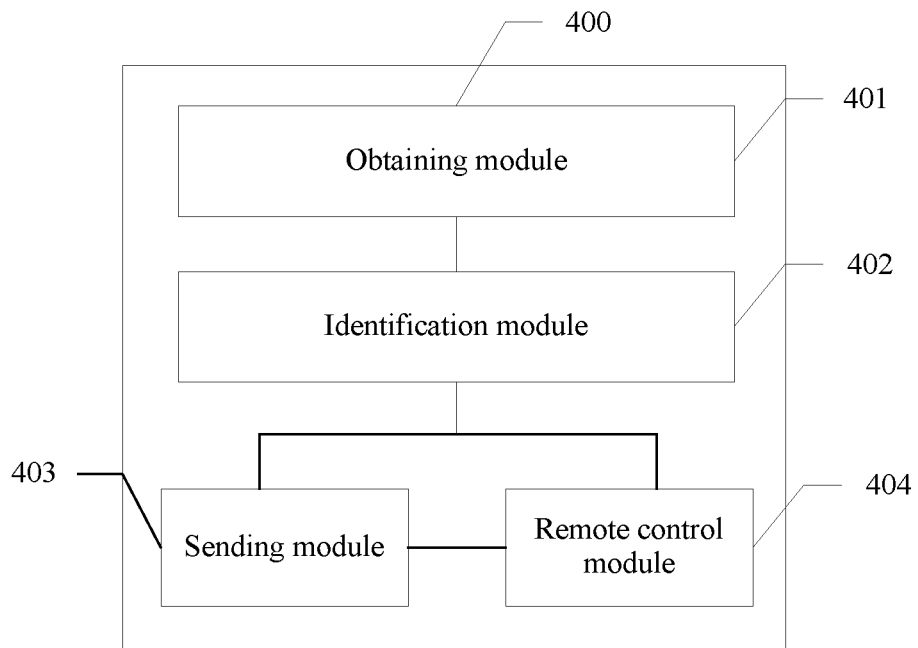 400
401
Obtaining module
402
Identification module
403
404
Sending module
Remote control
module